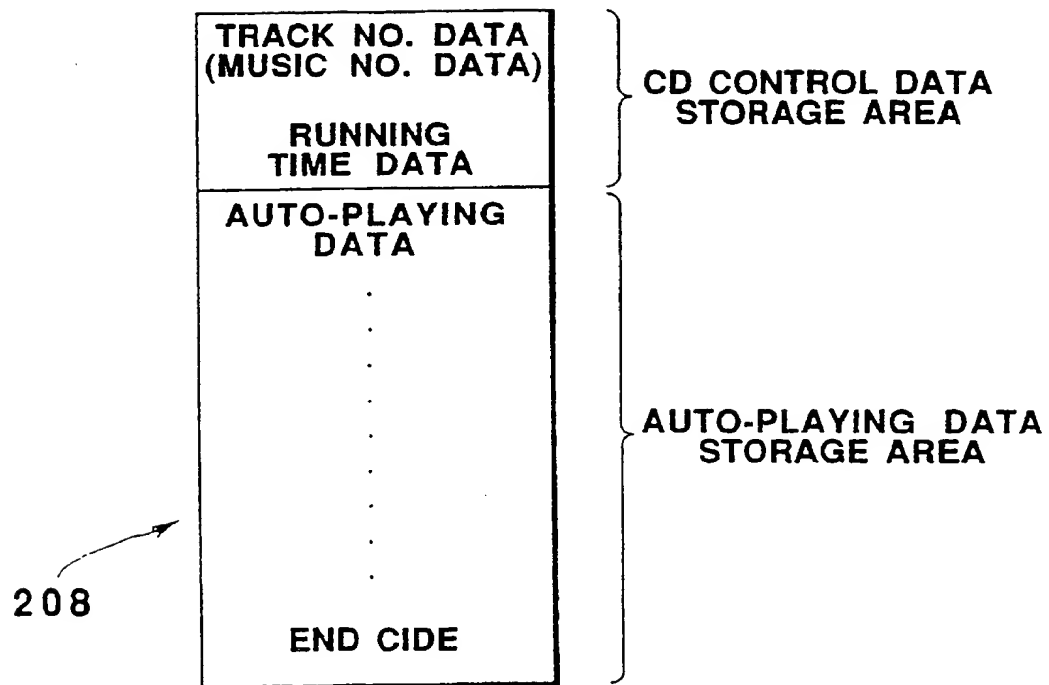 TRACK NO. DATA
(MUSIC NO. DATA)
RUNNING
TIME DATA
CD CONTROL DATA
STORAGE AREA
AUTO-PLAYING
DATA
AUTO-PLAYING DATA
STORAGE AREA
208
END CIDE